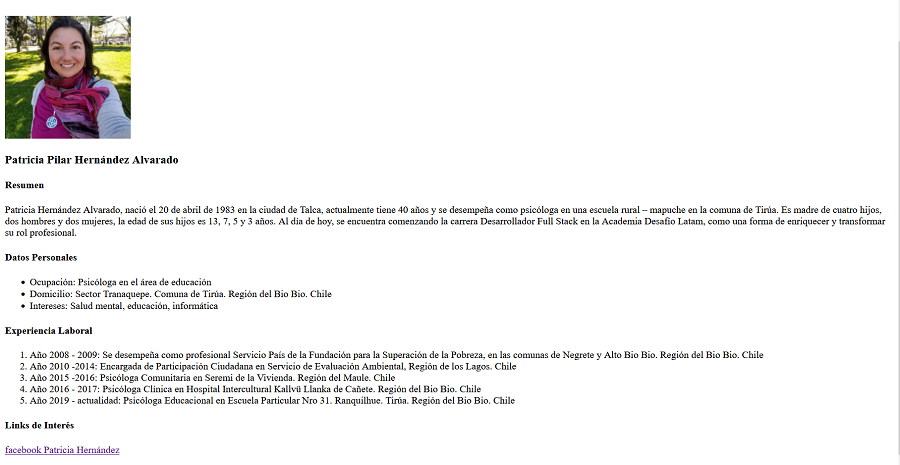 Patricia Pilar Hernández Alvarado
Resumen
Patricia Hernández Alvarado, nació el 20 de abril de 1983 en la ciudad de Talca, actualmente tiene 40 años y se desempeña como psicóloga en una escuela rural – mapuche en la comuna de Tirúa. Es madre de cuatro hijos,
dos hombres y dos mujeres, la edad de sus hijos es 13, 7, 5 y 3 años. Al día de hoy, se encuentra comenzando la carrera Desarrollador Full Stack en la Academia Desafío Latam, como una forma de enriquecer y transformar
su rol profesional.
Datos Personales
• Ocupación: Psicóloga en el área de educación
• Domicilio: Sector Tranaquepe. Comuna de Tirúa. Región del Bio Bio. Chile
• Intereses: Salud mental, educación, informática
Experiencia Laboral
1. Año 2008 - 2009: Se desempeña como profesional Servicio País de la Fundación para la Superación de la Pobreza, en las comunas de Negrete y Alto Bio Bio. Región del Bio Bio. Chile
2. Año 2010 -2014: Encargada de Participación Ciudadana en Servicio de Evaluación Ambiental, Región de los Lagos. Chile
3. Año 2015 -2016: Psicóloga Comunitaria en Seremi de la Vivienda. Región del Maule. Chile
4. Año 2016 - 2017: Psicóloga Clínica en Hospital Intercultural Kallvü Llanka de Cañete. Región del Bio Bio. Chile
5. Año 2019 - actualidad: Psicóloga Educacional en Escuela Particular Nro 31. Ranquilhue. Tirúa. Región del Bio Bio. Chile
Links de Interés
facebook Patricia Hernández